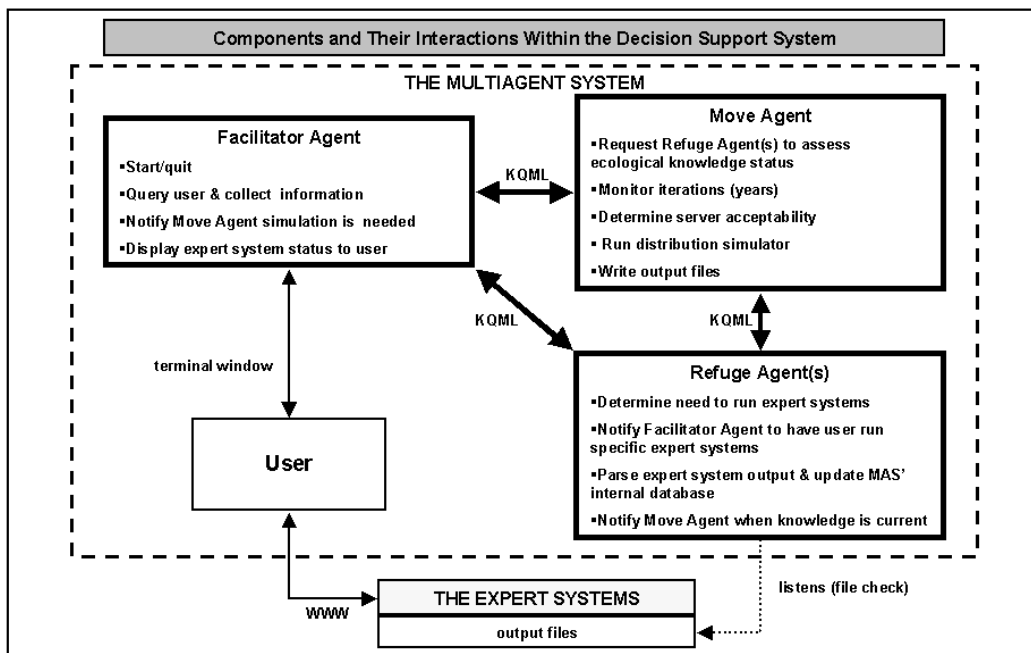 Components and Their Interactions Within the Decision Support System
THE MULTIAGENT SYSTEM
Facilitator Agent
▪Start/quit
▪Query user & collect information
▪Notify Move Agent simulation is needed
▪Display expert system status to user
KQML
Move Agent
▪Request Refuge Agent(s) to assess
ecological knowledge status
▪Monitor iterations (years)
▪Determine server acceptability
▪Run distribution simulator
▪Write output files
KQML
KQML
terminal window
Refuge Agent(s)
▪Determine need to run expert systems
▪Notify Facilitator Agent to have user run
specific expert systems
▪Parse expert system output & update MAS’
internal database
▪Notify Move Agent when knowledge is current
User
listens (file check)
WWW
THE EXPERT SYSTEMS
output files